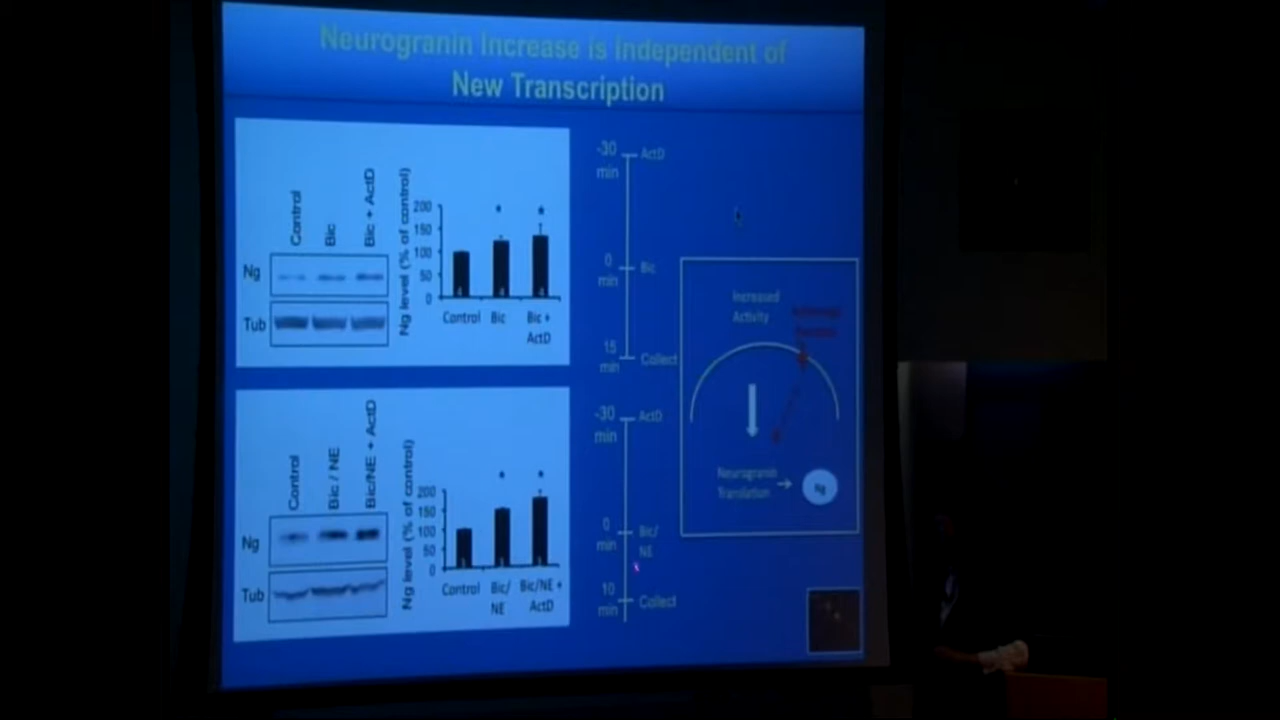 Neurogranin Increase is Independent of
New Transcription
Control
Bic
Bic + ActD
Ng
Tub
Ng level (% of control)
200
150
100
50
0
*
*
4
4
4
Control
Bic
Bic +
ActD
-30
min
ActD
0
min
Bic
15
min
Collect
Control
Bic / NE
Bic/NE + ActD
Ng
Tub
Ng level (% of control)
200
150
100
50
0
*
*
Control
Bic/
NE
Bic/NE +
ActD
-30
min
ActD
0
min
Bic/
NE
10
min
Collect
Increased
Activity
Neurogranin
Translation
Ng